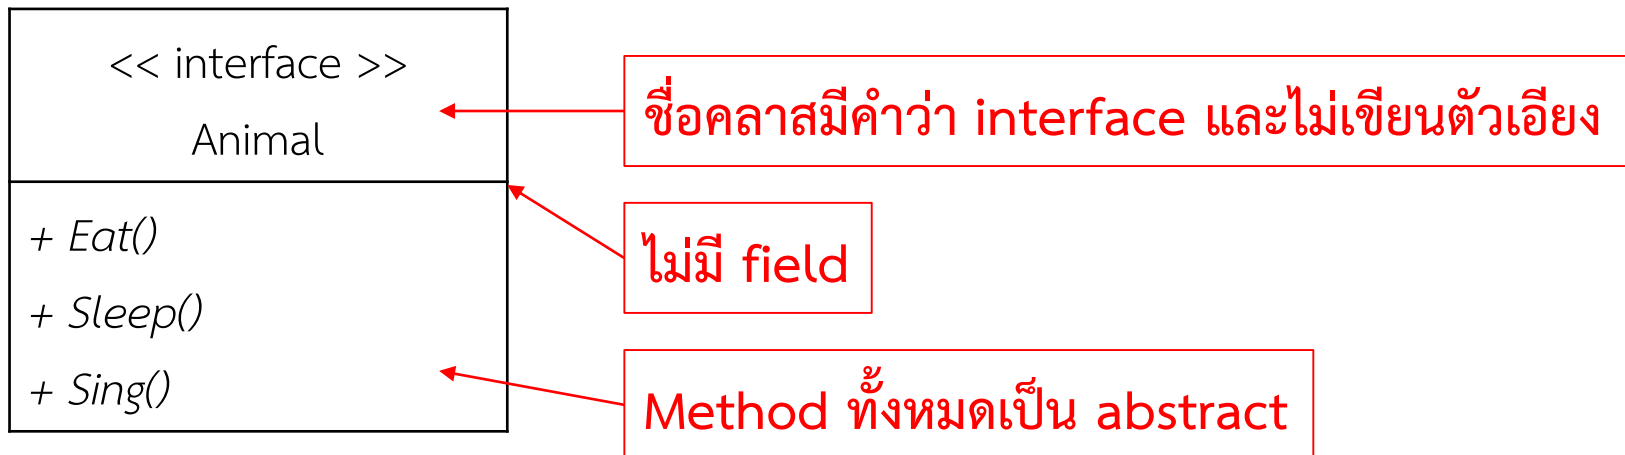 << interface >>
Animal
ชื่อคลาสมีคำว่า interface และไม่เขียนตัวเอียง
+ Eat()
+ Sleep()
+ Sing()
ไม่มี field
Method ทั้งหมดเป็น abstract